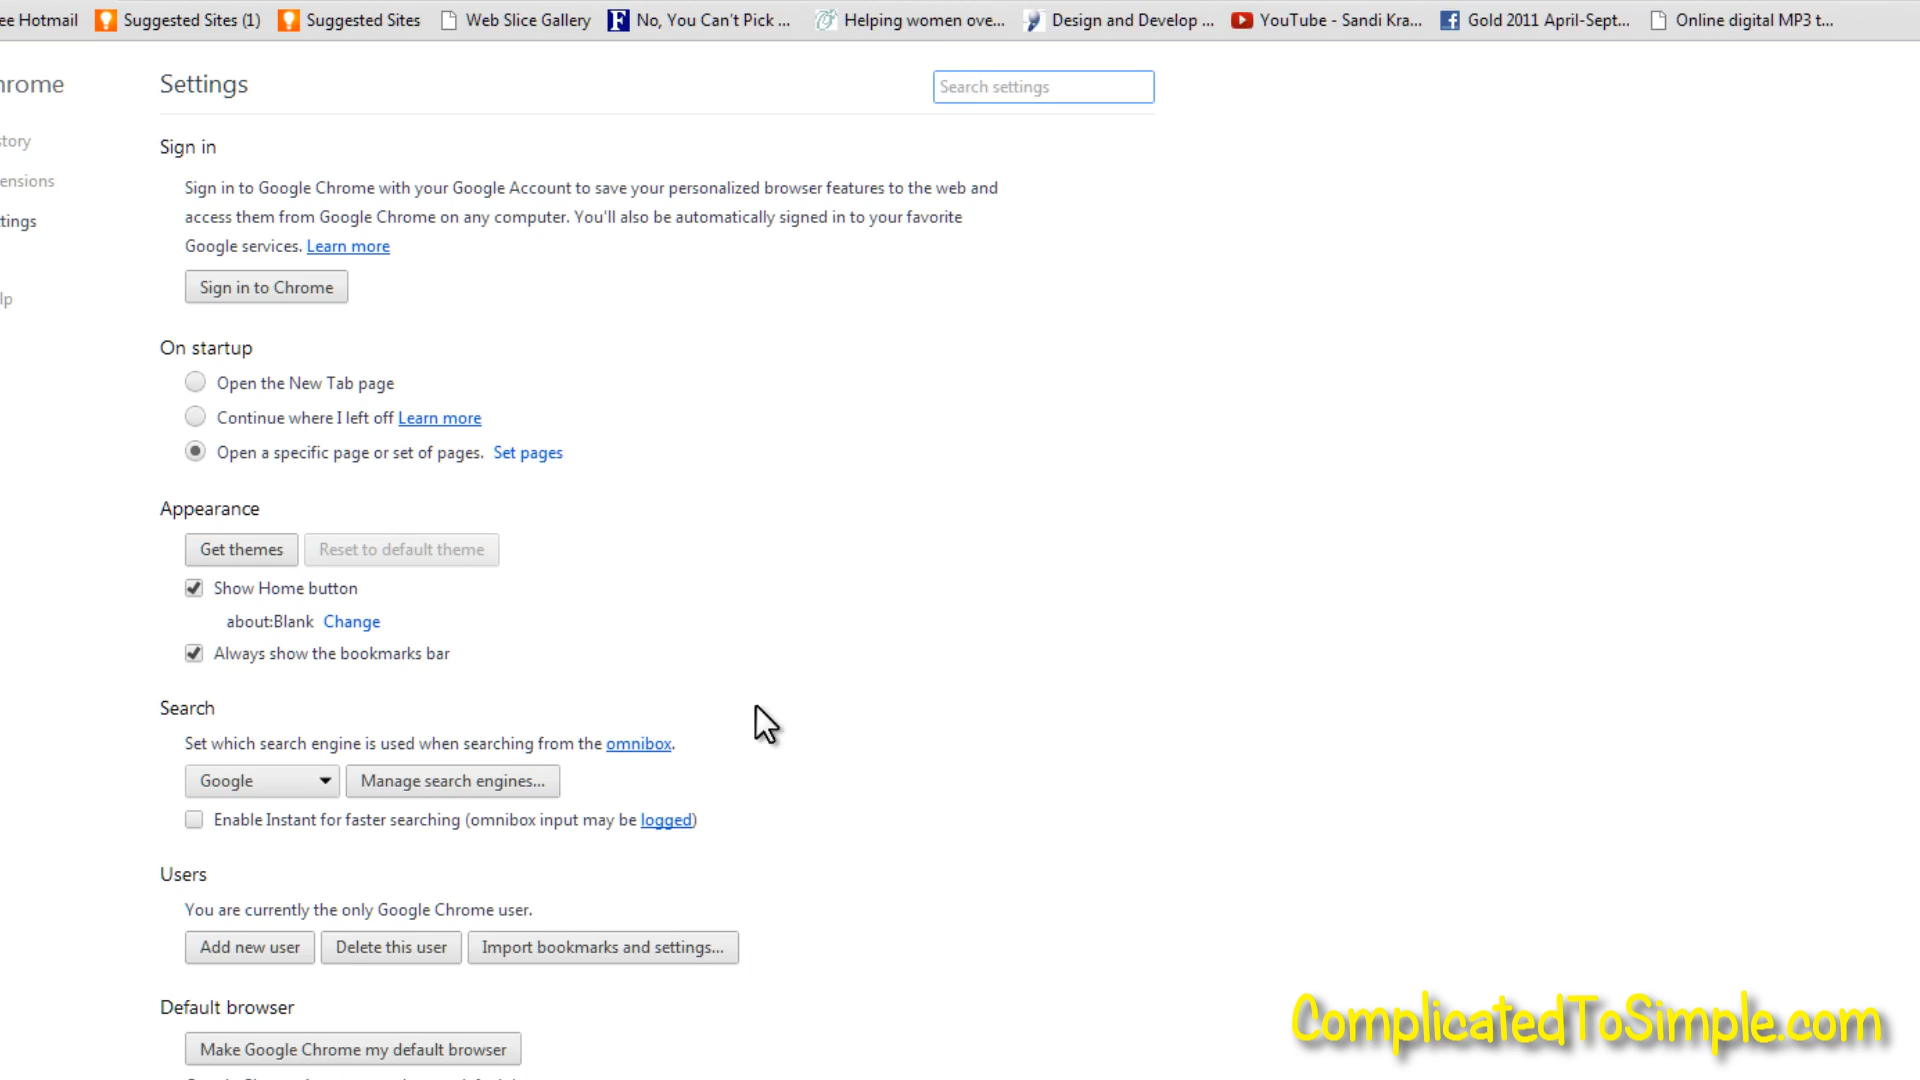 ee Hotmail Suggested Sites (1) Suggested Sites Web Slice Gallery No, You Can't Pick ... Helping women ove... Design and Develop ... YouTube - Sandi Kra... Gold 2011 April-Sept... Online digital MP3 t...
hrome
Settings
Search settings
tory
ensions
tings
lp
Sign in
Sign in to Google Chrome with your Google Account to save your personalized browser features to the web and
access them from Google Chrome on any computer. You'll also be automatically signed in to your favorite
Google services. Learn more
Sign in to Chrome
On startup
Open the New Tab page
Continue where I left off Learn more
Open a specific page or set of pages. Set pages
Appearance
Get themes Reset to default theme
Show Home button
about:Blank Change
Always show the bookmarks bar
Search
Set which search engine is used when searching from the omnibox.
Google Manage search engines...
Enable Instant for faster searching (omnibox input may be logged)
Users
You are currently the only Google Chrome user.
Add new user Delete this user Import bookmarks and settings...
Default browser
Make Google Chrome my default browser
ComplicatedToSimple.com